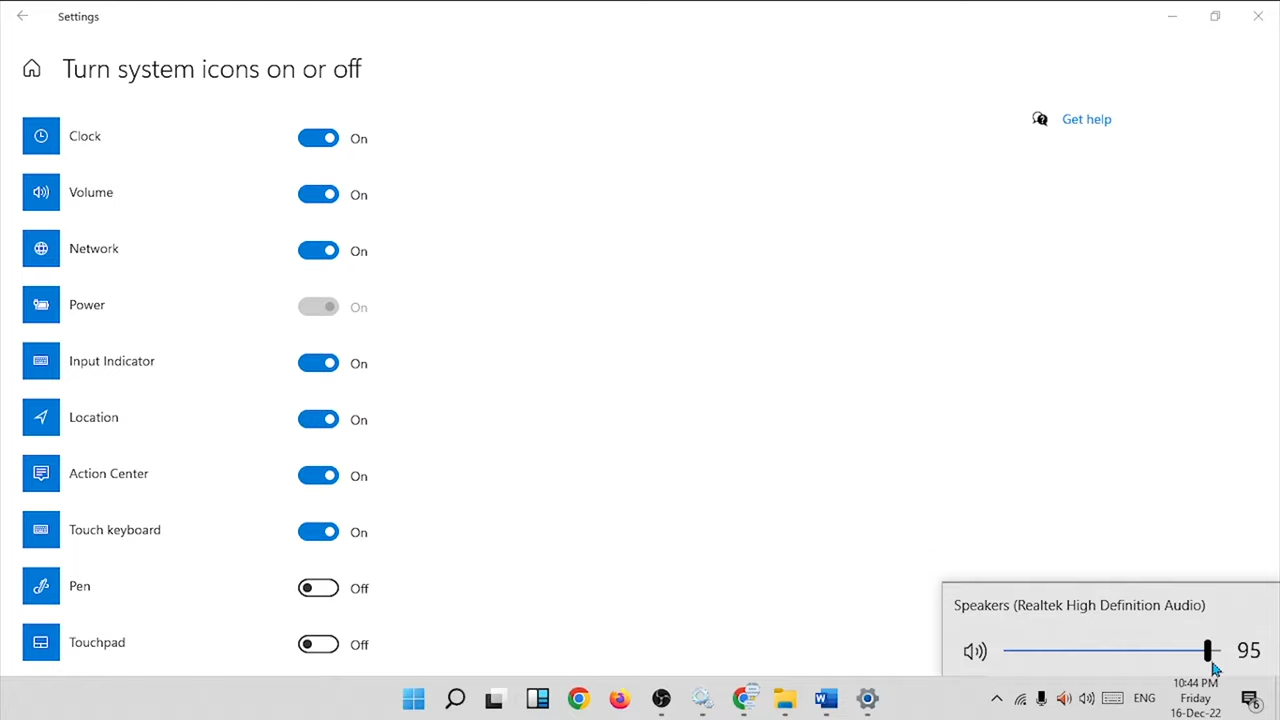 Settings
Turn system icons on or off
Get help
Clock On
Volume On
Network On
Power On
Input Indicator On
Location On
Action Center On
Touch keyboard On
Pen Off
Touchpad Off
Speakers (Realtek High Definition Audio)
95
ENG
10:44 PM
Friday
16-Dec-22
6